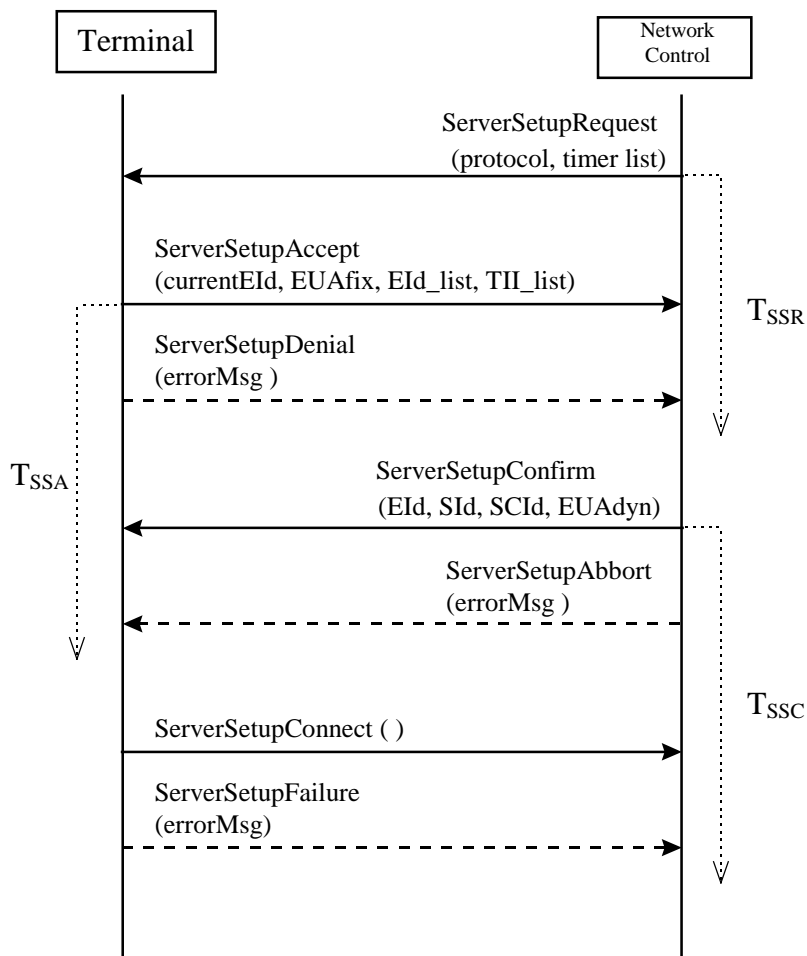 Terminal
Network
Control
ServerSetupRequest
(protocol, timer list)
ServerSetupAccept
(currentEId, EUAfix, EId_list, TII_list)
TSSR
ServerSetupDenial
(errorMsg )
TSSA
ServerSetupConfirm
(EId, SId, SCId, EUAdyn)
ServerSetupAbbort
(errorMsg )
TSSC
ServerSetupConnect ( )
ServerSetupFailure
(errorMsg)